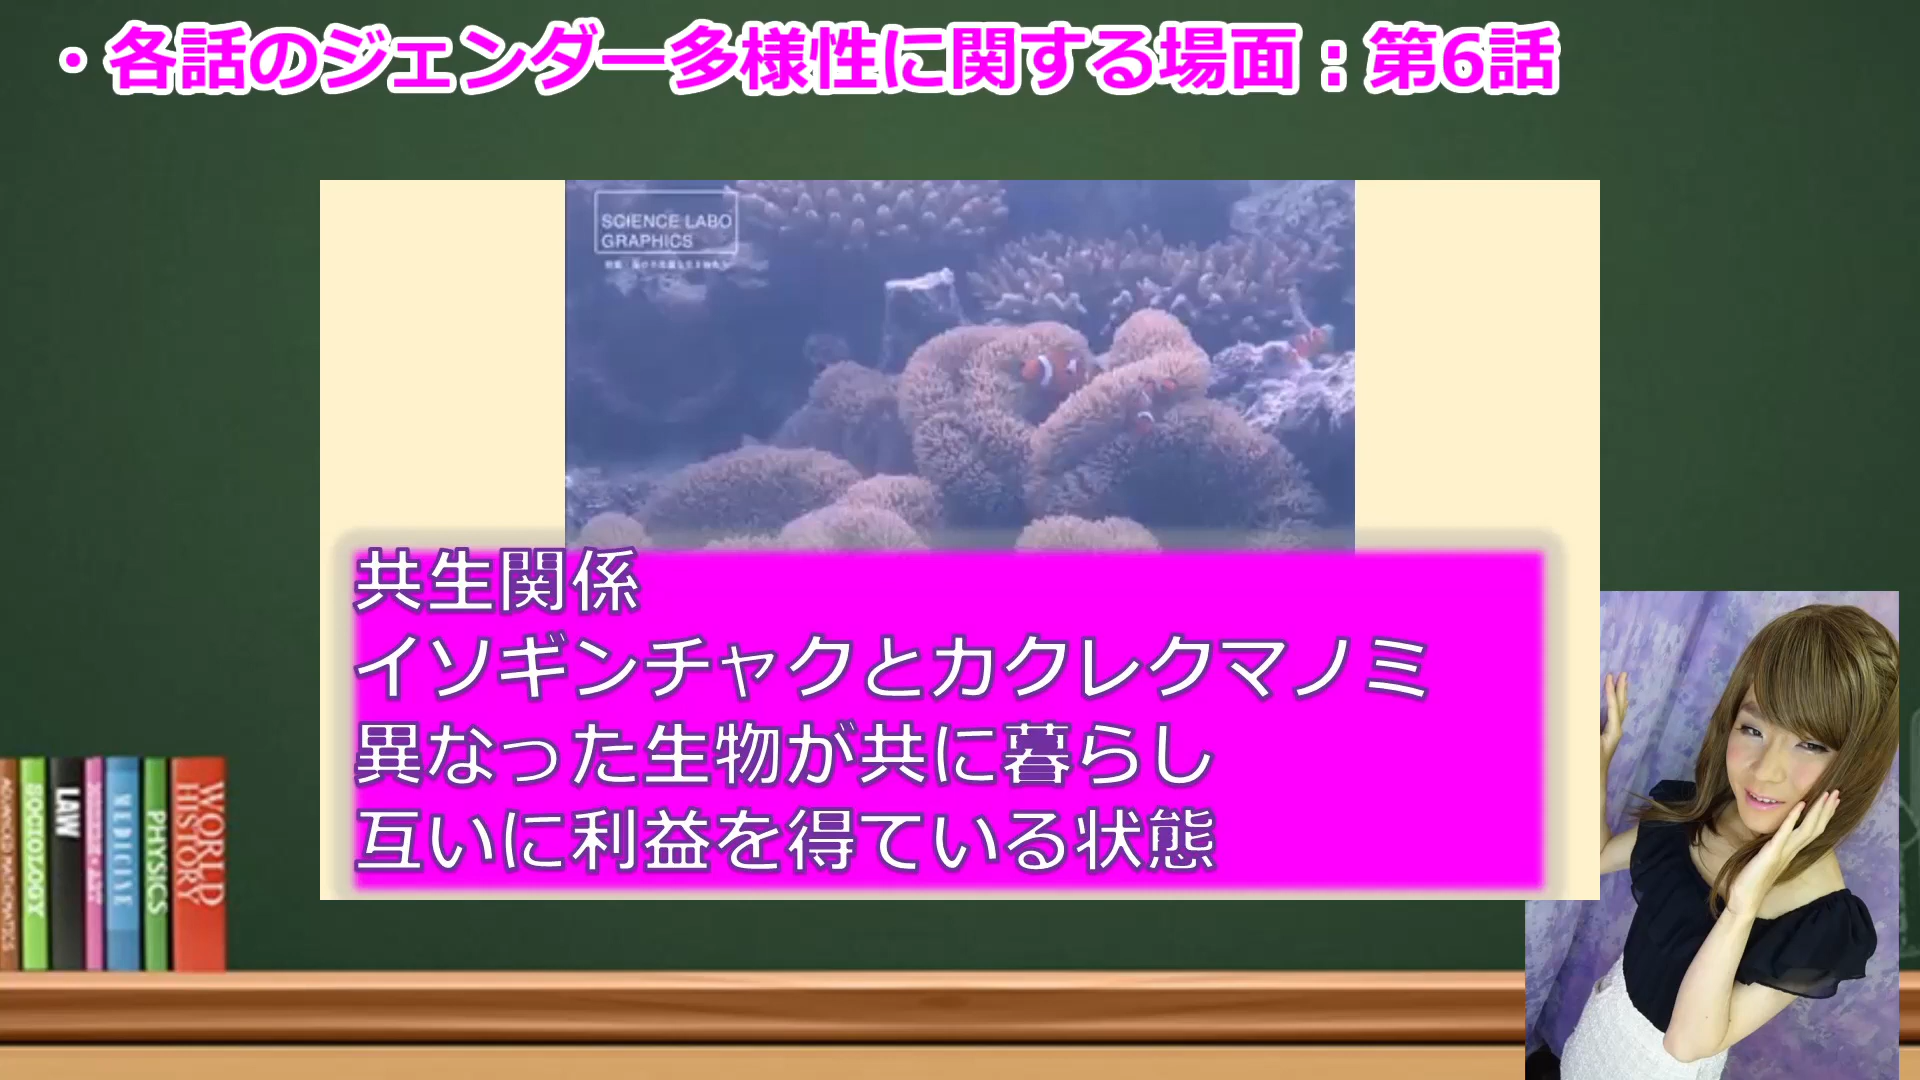 ・各話のジェンダー多様性に関する場面：第6話
SCIENCE LABO
GRAPHICS
共生関係
イソギンチャクとカクレクマノミ
異なった生物が共に暮らし
互いに利益を得ている状態
SOCIOLOGY
LAW
MEDICINE
PHYSICS
WORLD
HISTORY